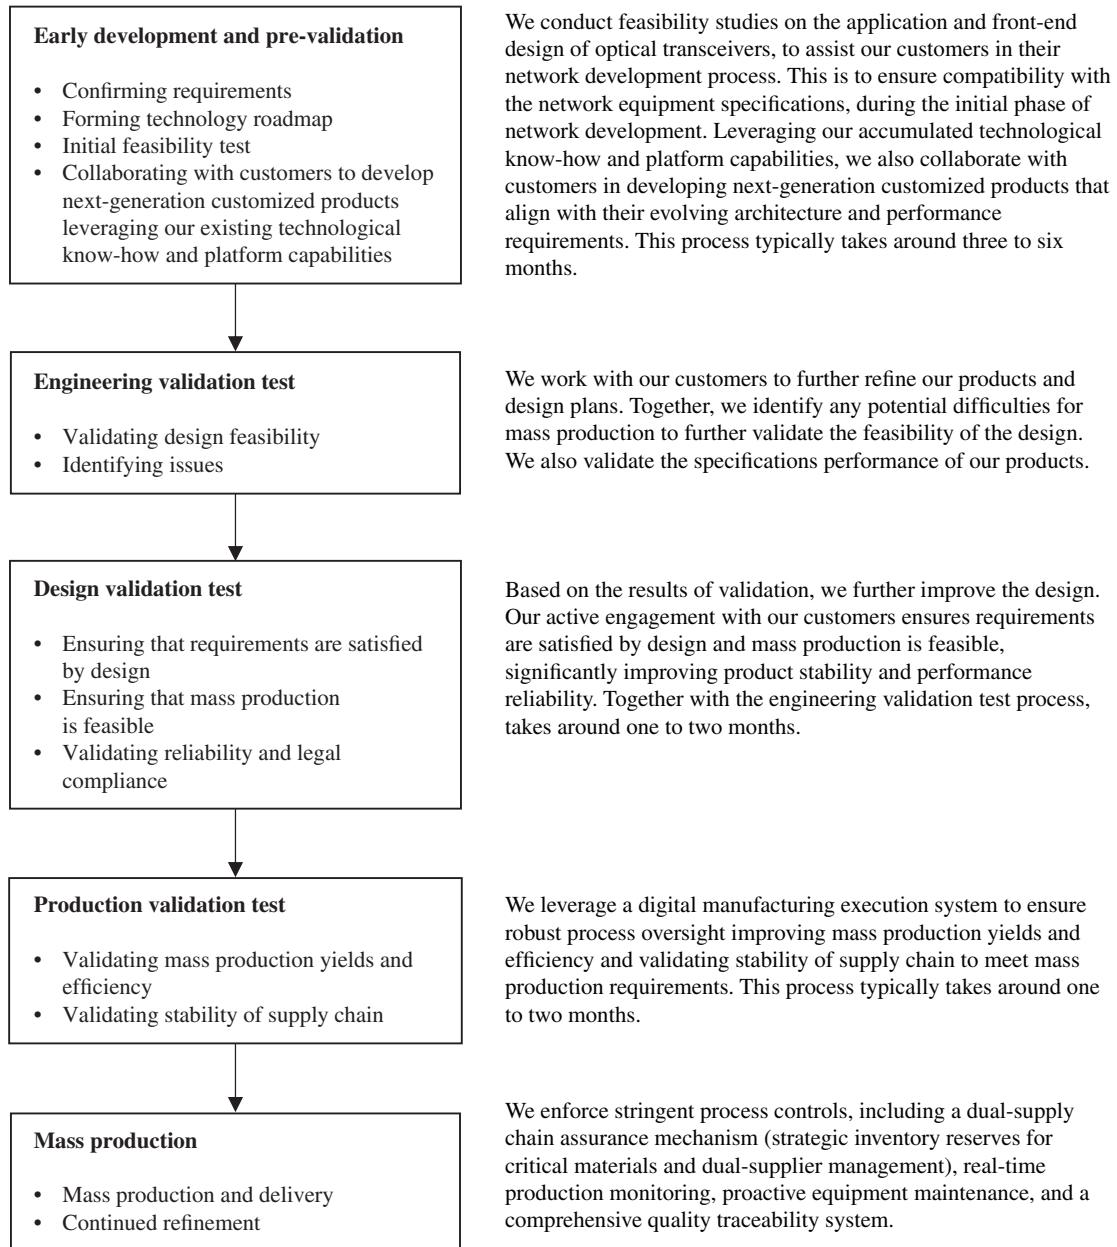 Early development and pre-validation
• Confirming requirements
• Forming technology roadmap
• Initial feasibility test
• Collaborating with customers to develop
next-generation customized products
leveraging our existing technological
know-how and platform capabilities
We conduct feasibility studies on the application and front-end
design of optical transceivers, to assist our customers in their
network development process. This is to ensure compatibility with
the network equipment specifications, during the initial phase of
network development. Leveraging our accumulated technological
know-how and platform capabilities, we also collaborate with
customers in developing next-generation customized products that
align with their evolving architecture and performance
requirements. This process typically takes around three to six
months.
Engineering validation test
• Validating design feasibility
• Identifying issues
We work with our customers to further refine our products and
design plans. Together, we identify any potential difficulties for
mass production to further validate the feasibility of the design.
We also validate the specifications performance of our products.
Design validation test
• Ensuring that requirements are satisfied
by design
• Ensuring that mass production
is feasible
• Validating reliability and legal
compliance
Based on the results of validation, we further improve the design.
Our active engagement with our customers ensures requirements
are satisfied by design and mass production is feasible,
significantly improving product stability and performance
reliability. Together with the engineering validation test process,
takes around one to two months.
Production validation test
• Validating mass production yields and
efficiency
• Validating stability of supply chain
We leverage a digital manufacturing execution system to ensure
robust process oversight improving mass production yields and
efficiency and validating stability of supply chain to meet mass
production requirements. This process typically takes around one
to two months.
Mass production
• Mass production and delivery
• Continued refinement
We enforce stringent process controls, including a dual-supply
chain assurance mechanism (strategic inventory reserves for
critical materials and dual-supplier management), real-time
production monitoring, proactive equipment maintenance, and a
comprehensive quality traceability system.